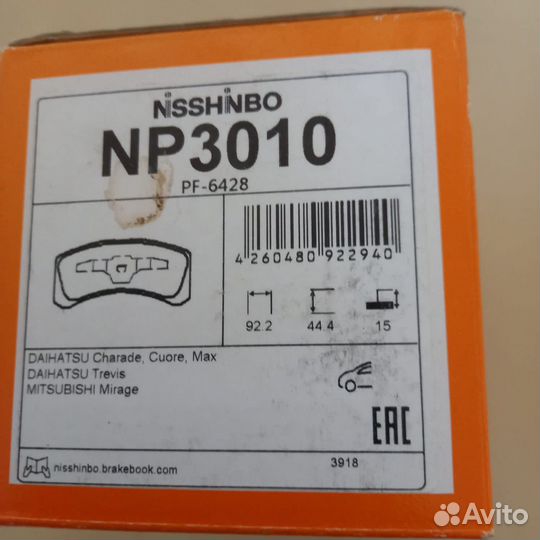 NiSSHiNBO
NP3010
PF-6428
4 260480 922940
92.2 44.4 15
DAIHATSU Charade, Cuore, Max
DAIHATSU Trevis
MITSUBISHI Mirage
EAC
nisshinbo.brakebook.com
3918
Avito